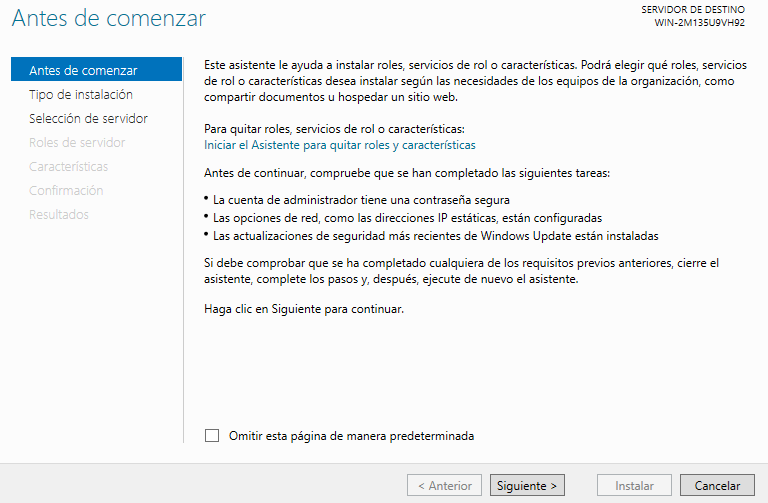 Antes de comenzar
SERVIDOR DE DESTINO
WIN-2M135U9VH92
Antes de comenzar
Tipo de instalación
Selección de servidor
Roles de servidor
Características
Confirmación
Resultados
Este asistente le ayuda a instalar roles, servicios de rol o características. Podrá elegir qué roles, servicios
de rol o características desea instalar según las necesidades de los equipos de la organización, como
compartir documentos u hospedar un sitio web.
Para quitar roles, servicios de rol o características:
Iniciar el Asistente para quitar roles y características
Antes de continuar, compruebe que se han completado las siguientes tareas:
• La cuenta de administrador tiene una contraseña segura
• Las opciones de red, como las direcciones IP estáticas, están configuradas
• Las actualizaciones de seguridad más recientes de Windows Update están instaladas
Si debe comprobar que se ha completado cualquiera de los requisitos previos anteriores, cierre el
asistente, complete los pasos y, después, ejecute de nuevo el asistente.
Haga clic en Siguiente para continuar.
Omitir esta página de manera predeterminada
< Anterior
Siguiente >
Instalar
Cancelar